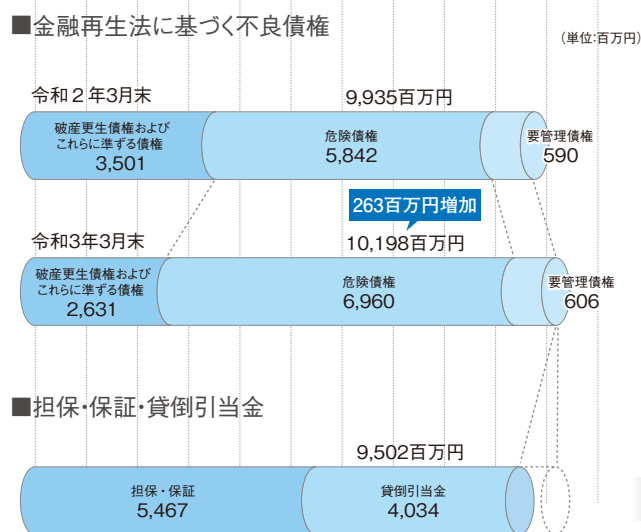 ■金融再生法に基づく不良債権
(単位:百万円)
令和2年3月末
9,935百万円
破産更生債権および
これらに準ずる債権
3,501
危険債権
5,842
要管理債権
590
263百万円増加
令和3年3月末
10,198百万円
破産更生債権および
これらに準ずる債権
2,631
危険債権
6,960
要管理債権
606
■担保・保証・貸倒引当金
9,502百万円
担保・保証
5,467
貸倒引当金
4,034